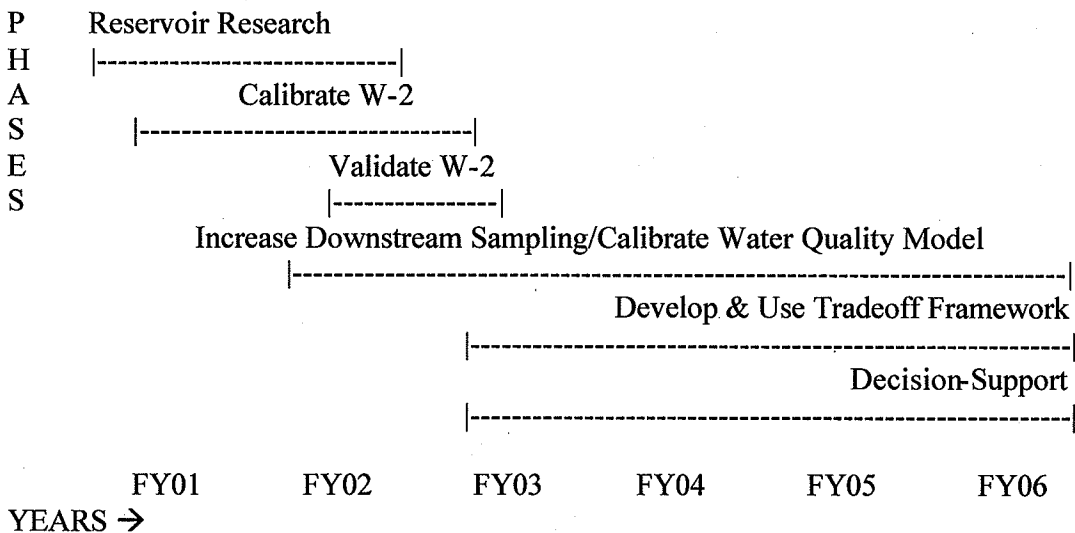 P Reservoir Research
H |----------------------------|
A Calibrate W-2
S |-------------------------------|
E Validate W-2
S |---------------|
Increase Downstream Sampling/Calibrate Water Quality Model
|------------------------------------------------------------------------|
Develop & Use Tradeoff Framework
|--------------------------------------------------------|
Decision-Support
|--------------------------------------------------------|
FY01 FY02 FY03 FY04 FY05 FY06
YEARS →